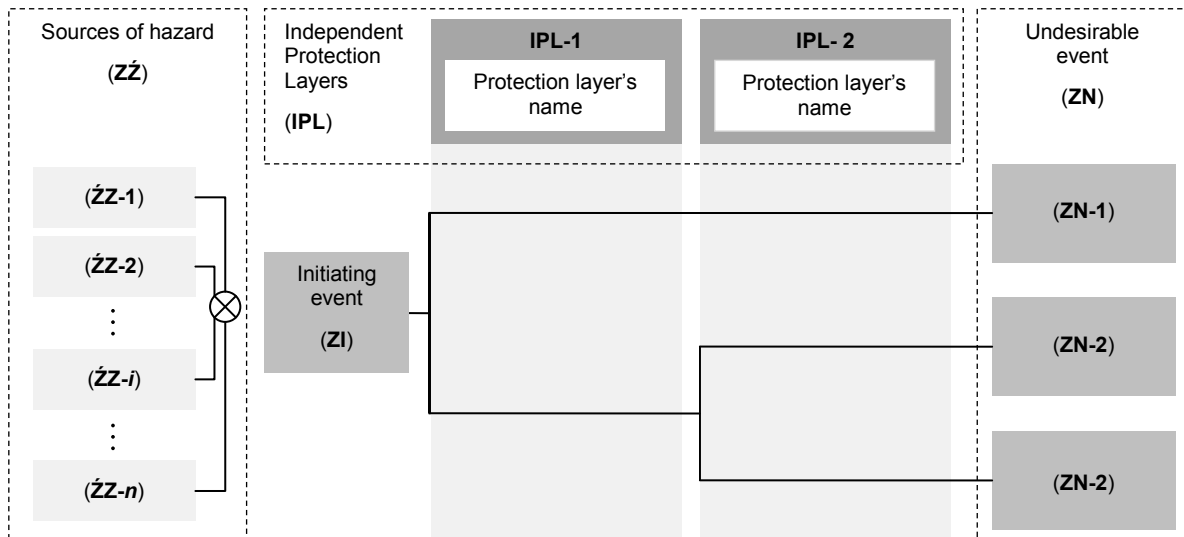 Sources of hazard
(ZŹ)
Independent
Protection
Layers
(IPL)
IPL-1
Protection layer's
name
IPL- 2
Protection layer's
name
Undesirable
event
(ZN)
(ŹZ-1)
(ŹZ-2)
(ŹZ-i)
(ŹZ-n)
Initiating
event
(ZI)
(ZN-1)
(ZN-2)
(ZN-2)